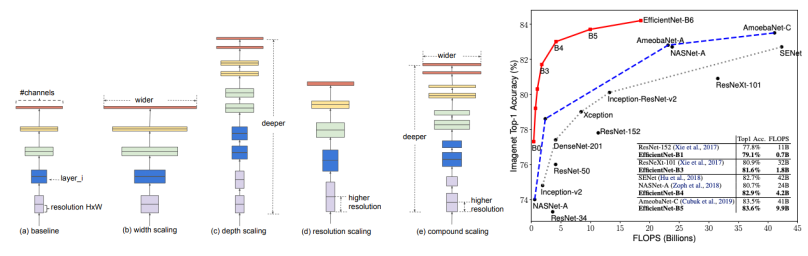 #channels
layer_i
resolution HxW
(a) baseline
wider
(b) width scaling
deeper
(c) depth scaling
higher
resolution
(d) resolution scaling
wider
deeper
higher
resolution
(e) compound scaling
Imagenet Top-1 Accuracy (%)
84
82
80
78
76
74
0
5
10
15
20
25
30
35
40
45
FLOPS (Billions)
EfficientNet-B6
B5
B4
B3
B0
AmoebaNet-C
AmoebaNet-A
NASNet-A
SENet
ResNeXt-101
Inception-ResNet-v2
Xception
ResNet-152
DenseNet-201
ResNet-50
Inception-v2
NASNet-A
ResNet-34
Top1 Acc. FLOPS
ResNet-152 (Xie et al., 2017) 77.8% 11B
EfficientNet-B1 79.1% 0.7B
ResNeXt-101 (Xie et al., 2017) 80.9% 32B
EfficientNet-B3 81.6% 1.8B
SENet (Hu et al., 2018) 82.7% 42B
NASNet-A (Zoph et al., 2018) 80.7% 24B
EfficientNet-B4 82.9% 4.2B
AmoebaNet-C (Cubuk et al., 2019) 83.5% 41B
EfficientNet-B5 83.6% 9.9B